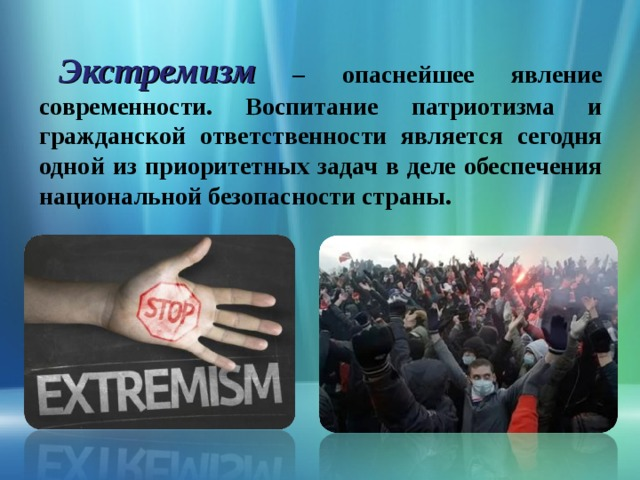 Экстремизм – опаснейшее явление
современности. Воспитание патриотизма и
гражданской ответственности является сегодня
одной из приоритетных задач в деле обеспечения
национальной безопасности страны.
STOP
EXTREMISM